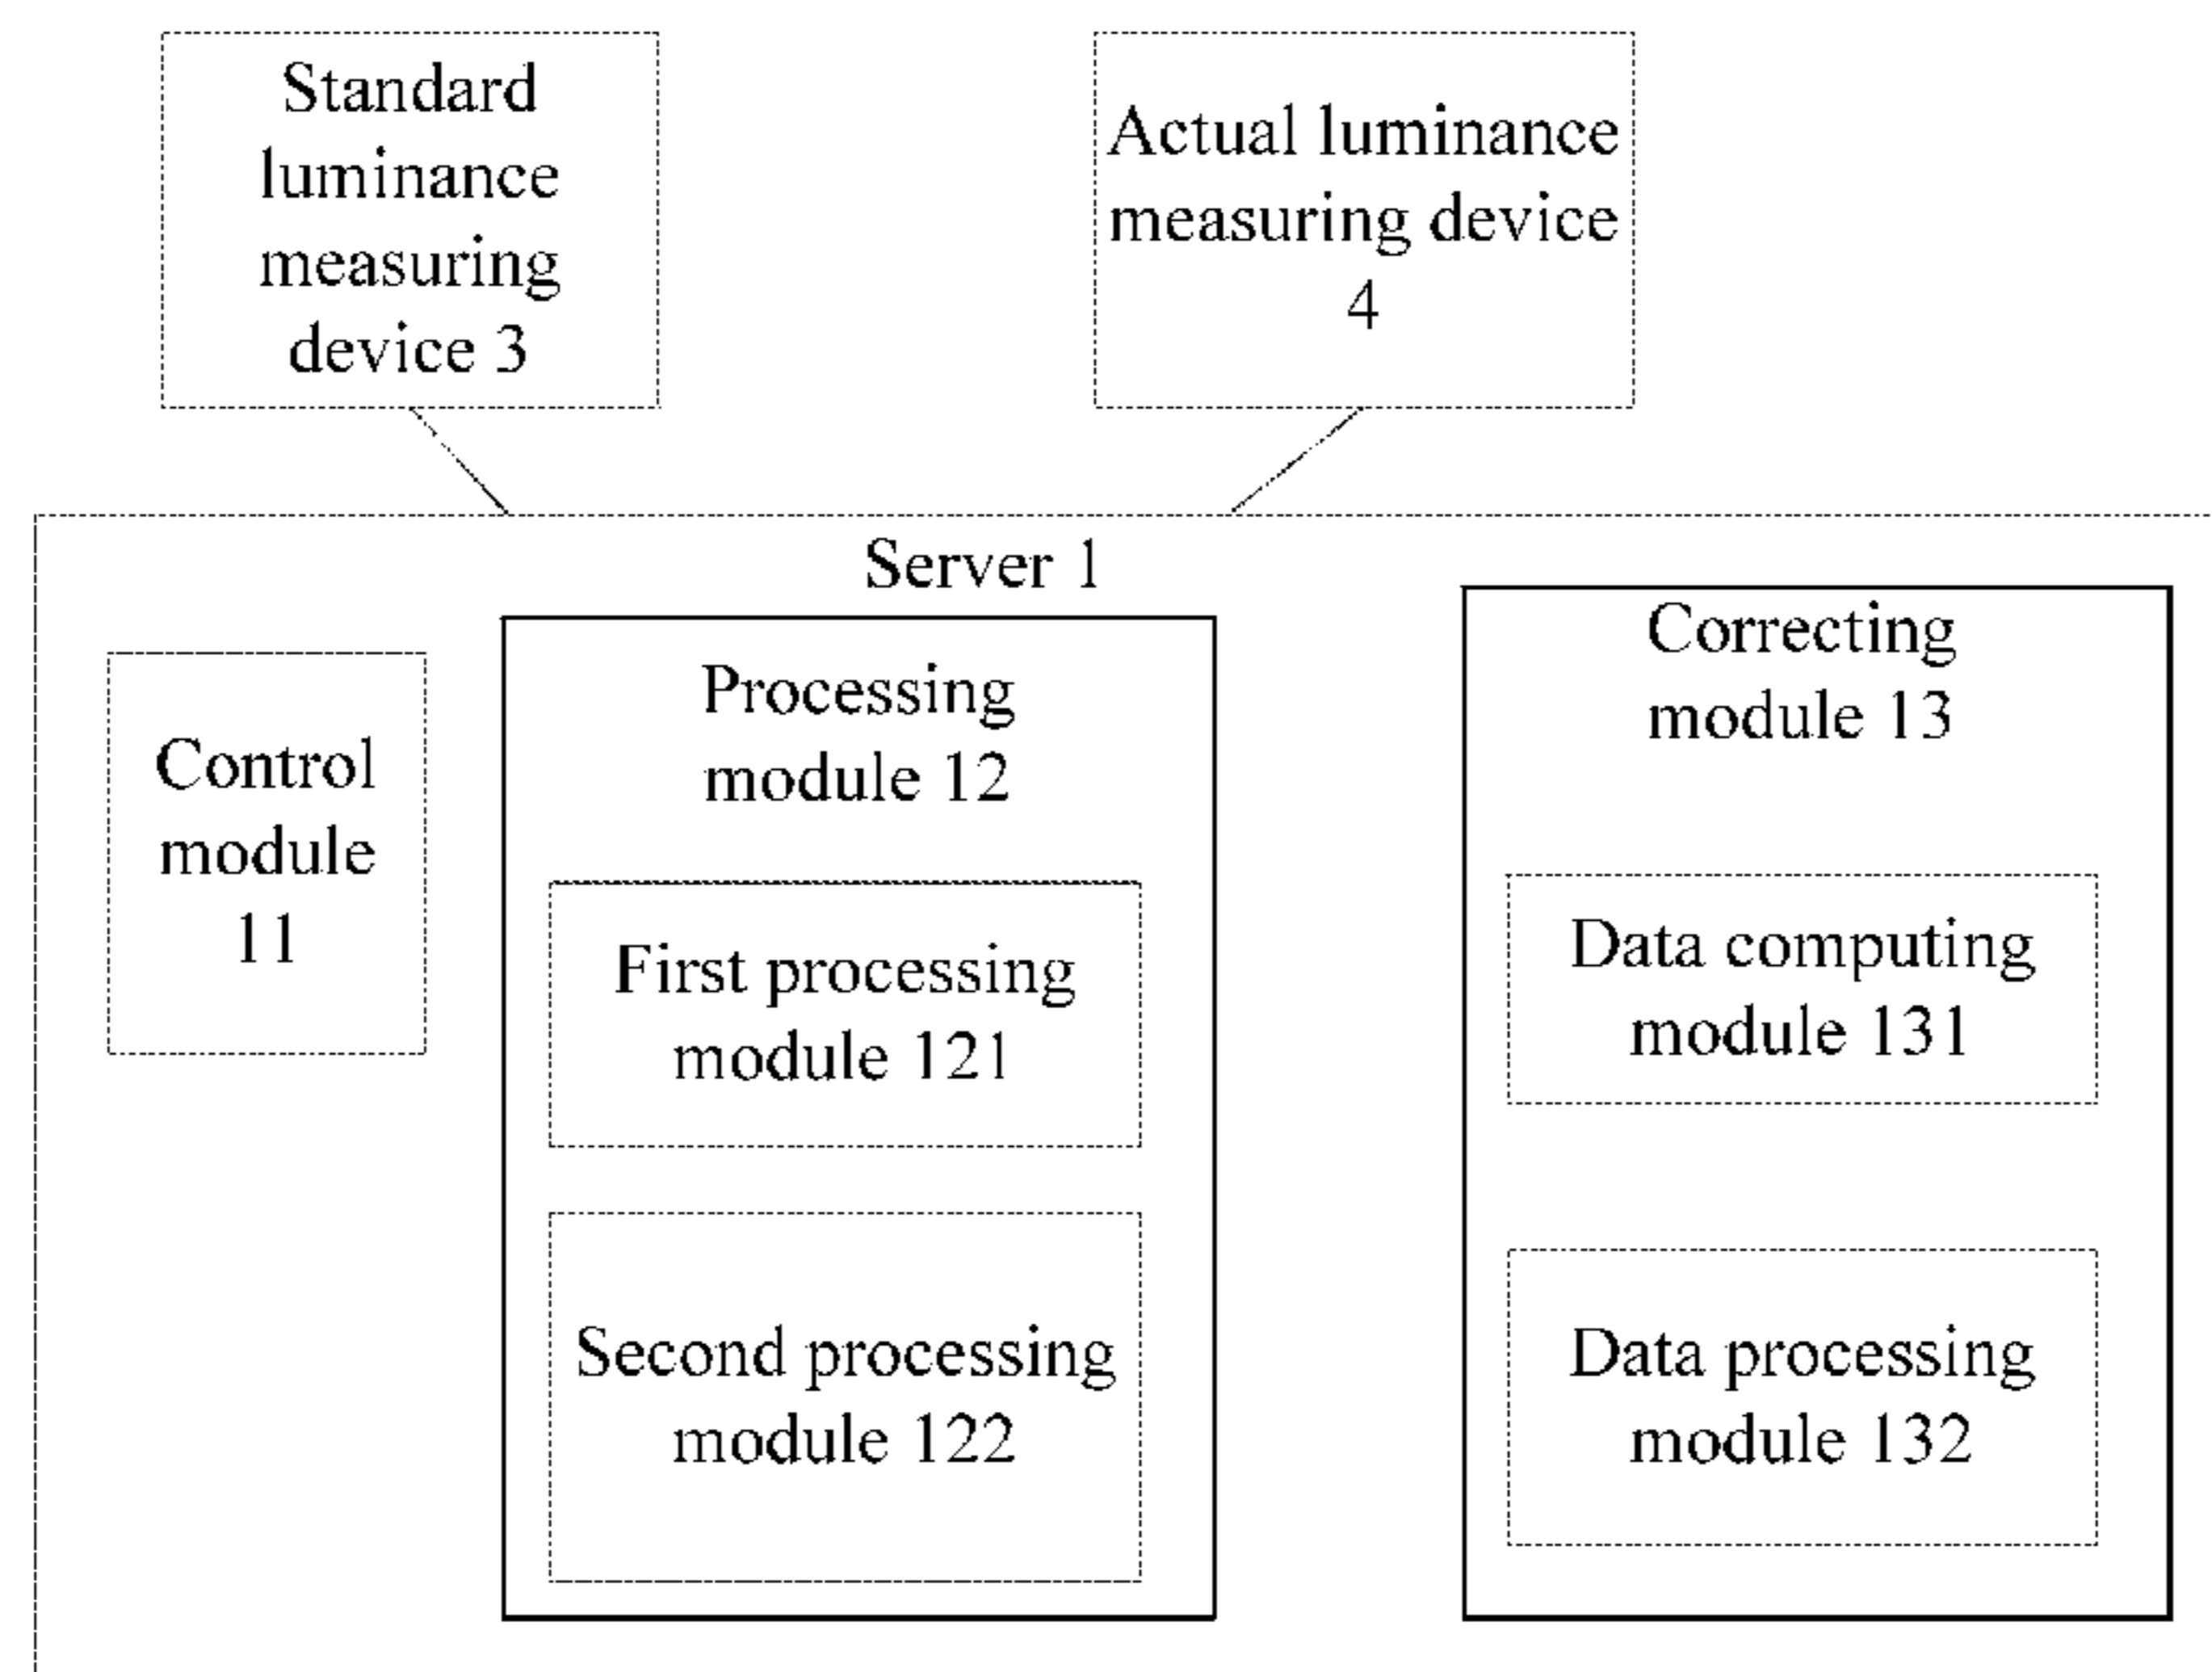 Standard
luminance
measuring
device 3
Actual luminance
measuring device
4
Server 1
Control
module
11
Processing
module 12
First processing
module 121
Second processing
module 122
Correcting
module 13
Data computing
module 131
Data processing
module 132